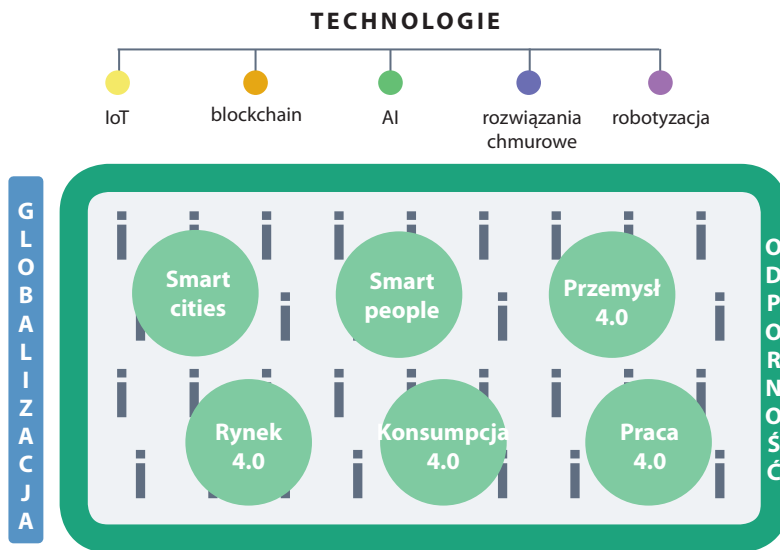 TECHNOLOGIE
IoT
blockchain
AI
rozwiązania
chmurowe
robotyzacja
GLOBALIZACJA
i i i i i i i i i
Smart
cities
Smart
people
Przemysł
4.0
i i i i i
i i i i i i i i i
Rynek
4.0
Konsumpcja
4.0
Praca
4.0
i i i i i i i
ODPORNOŚĆ